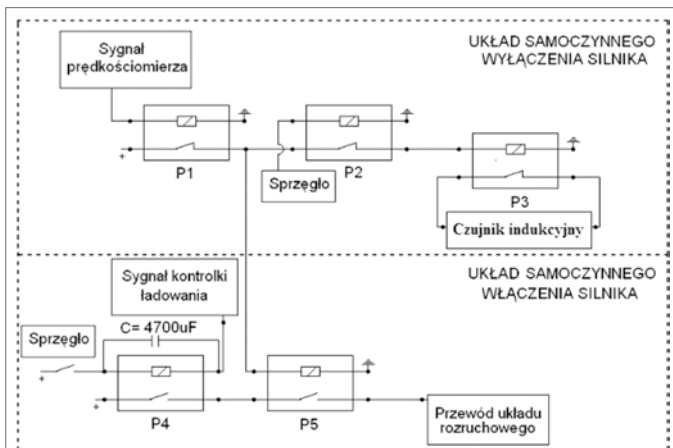 Sygnał
prędkościomierza
UKŁAD SAMOCZYNNEGO
WYŁĄCZENIA SILNIKA
+
P1
Sprzęgło
P2
P3
Czujnik indukcyjny
UKŁAD SAMOCZYNNEGO
WŁĄCZENIA SILNIKA
Sygnał kontrolki
ładowania
C= 4700uF
Sprzęgło
+
+
P4
P5
Przewód układu
rozruchowego